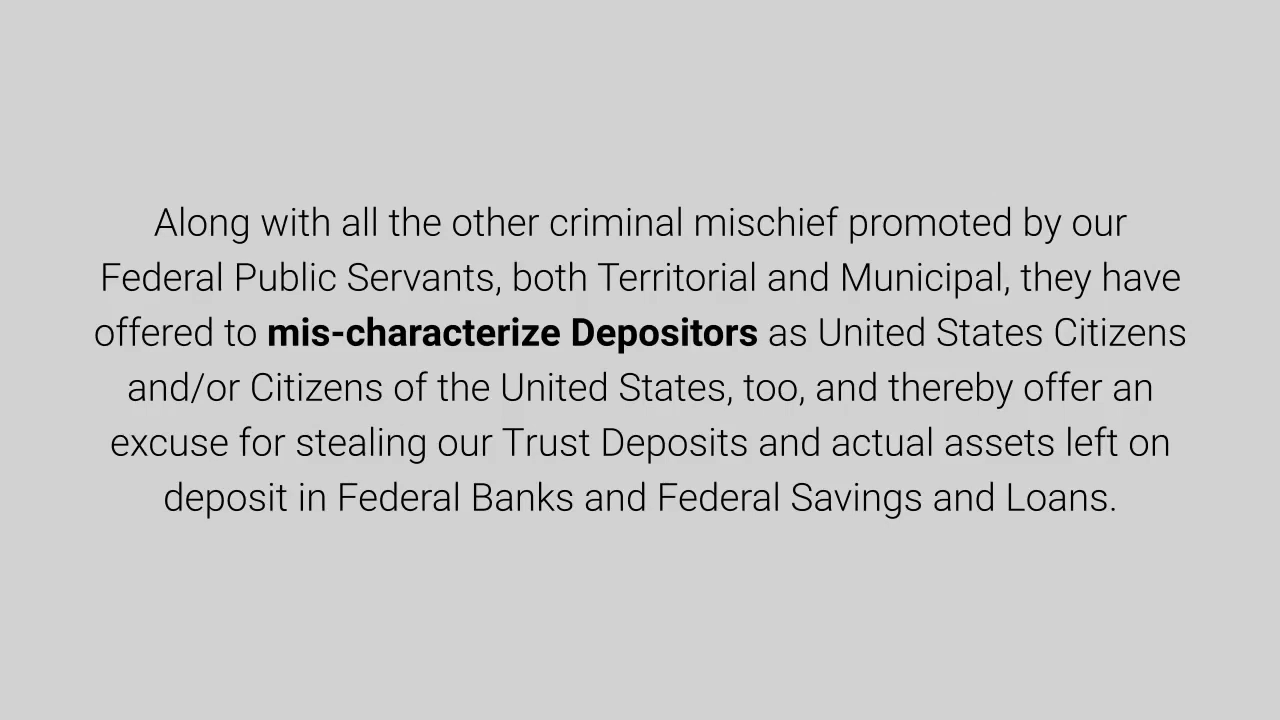 Along with all the other criminal mischief promoted by our
Federal Public Servants, both Territorial and Municipal, they have
offered to mis-characterize Depositors as United States Citizens
and/or Citizens of the United States, too, and thereby offer an
excuse for stealing our Trust Deposits and actual assets left on
deposit in Federal Banks and Federal Savings and Loans.